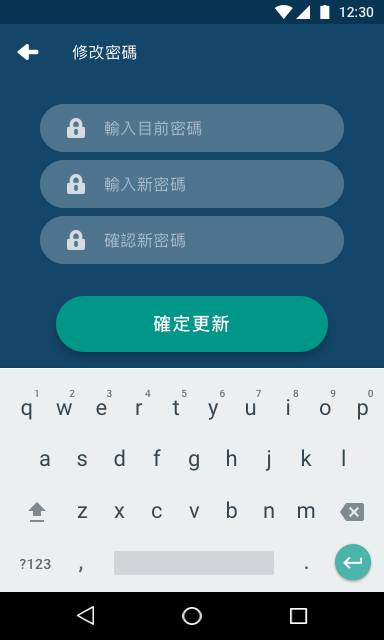 12:30
修改密碼
輸入目前密碼
輸入新密碼
確認新密碼
確定更新
1 2 3 4 5 6 7 8 9 0
q w e r t y u i o p
a s d f g h j k l
z x c v b n m
?123 , .